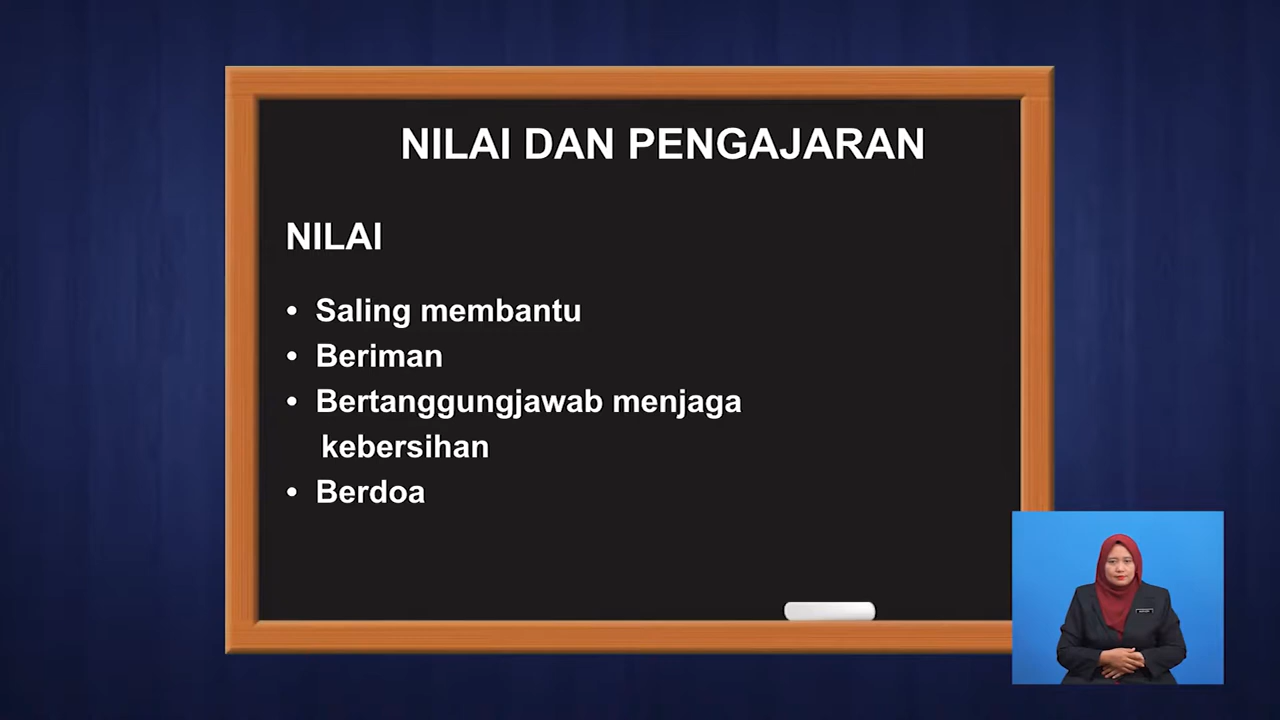 NILAI DAN PENGAJARAN
NILAI
• Saling membantu
• Beriman
• Bertanggungjawab menjaga
kebersihan
• Berdoa